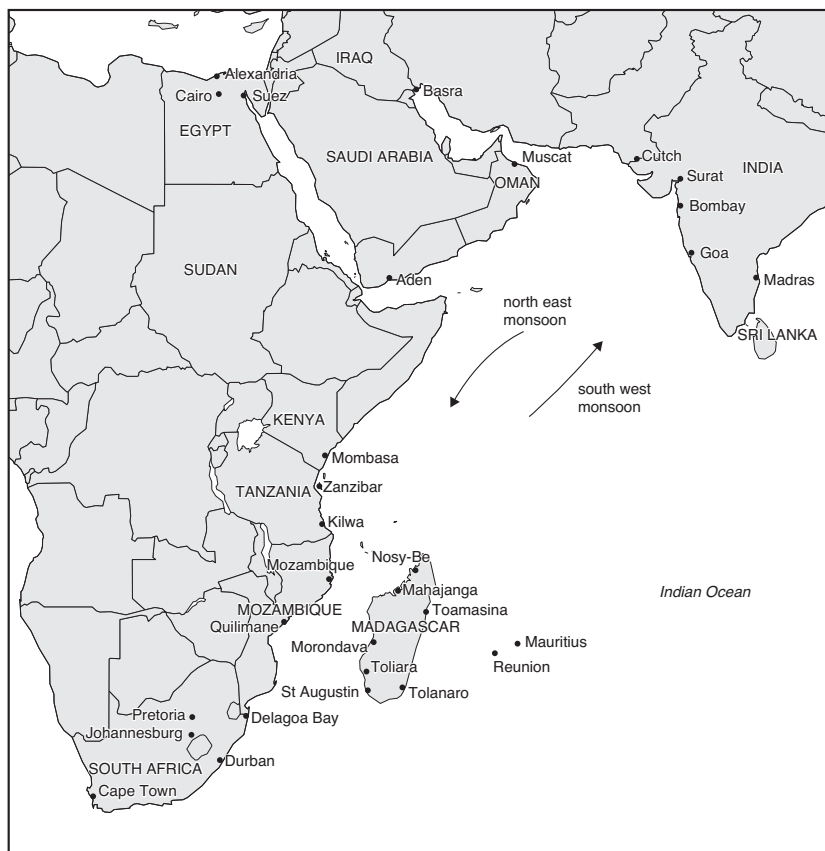 IRAQ
Alexandria
Basra
Cairo
Suez
EGYPT
SAUDI ARABIA
Muscat
Cutch
INDIA
OMAN
Surat
Bombay
SUDAN
Goa
Aden
Madras
north east
monsoon
SRI LANKA
south west
monsoon
KENYA
Mombasa
TANZANIA
Zanzibar
Kilwa
Nosy-Be
Mozambique
Mahajanga
Indian Ocean
MOZAMBIQUE
Toamasina
Quilimane
MADAGASCAR
Morondava
Mauritius
Reunion
Toliara
St Augustin
Tolanaro
Pretoria
Delagoa Bay
Johannesburg
Durban
SOUTH AFRICA
Cape Town